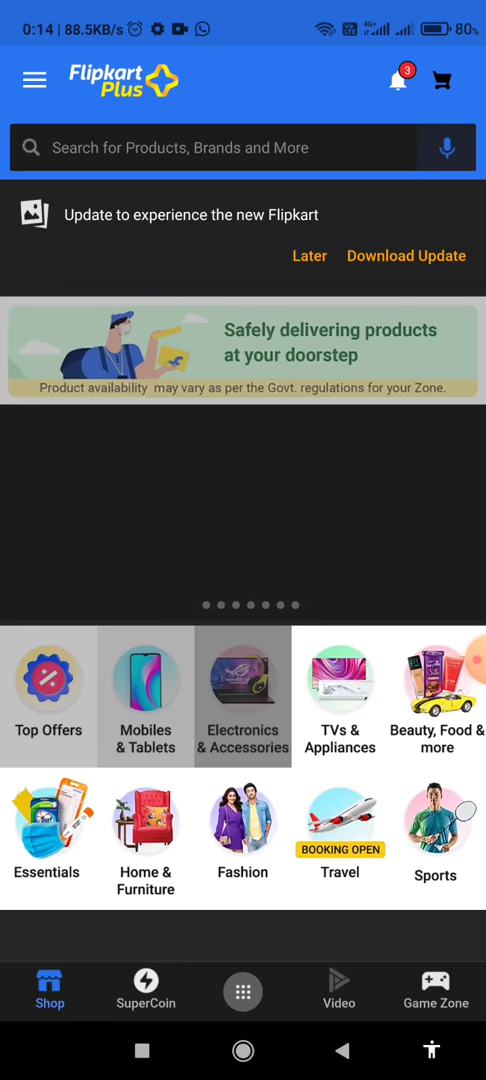 0:14 | 88.5KB/s
4G+
80%
Flipkart
Plus
3
Search for Products, Brands and More
Update to experience the new Flipkart
Later
Download Update
Safely delivering products
at your doorstep
Product availability may vary as per the Govt. regulations for your Zone.
Top Offers
Mobiles
& Tablets
Electronics
& Accessories
TVs &
Appliances
Beauty, Food &
more
Essentials
Home &
Furniture
Fashion
BOOKING OPEN
Travel
Sports
Shop
SuperCoin
Video
Game Zone